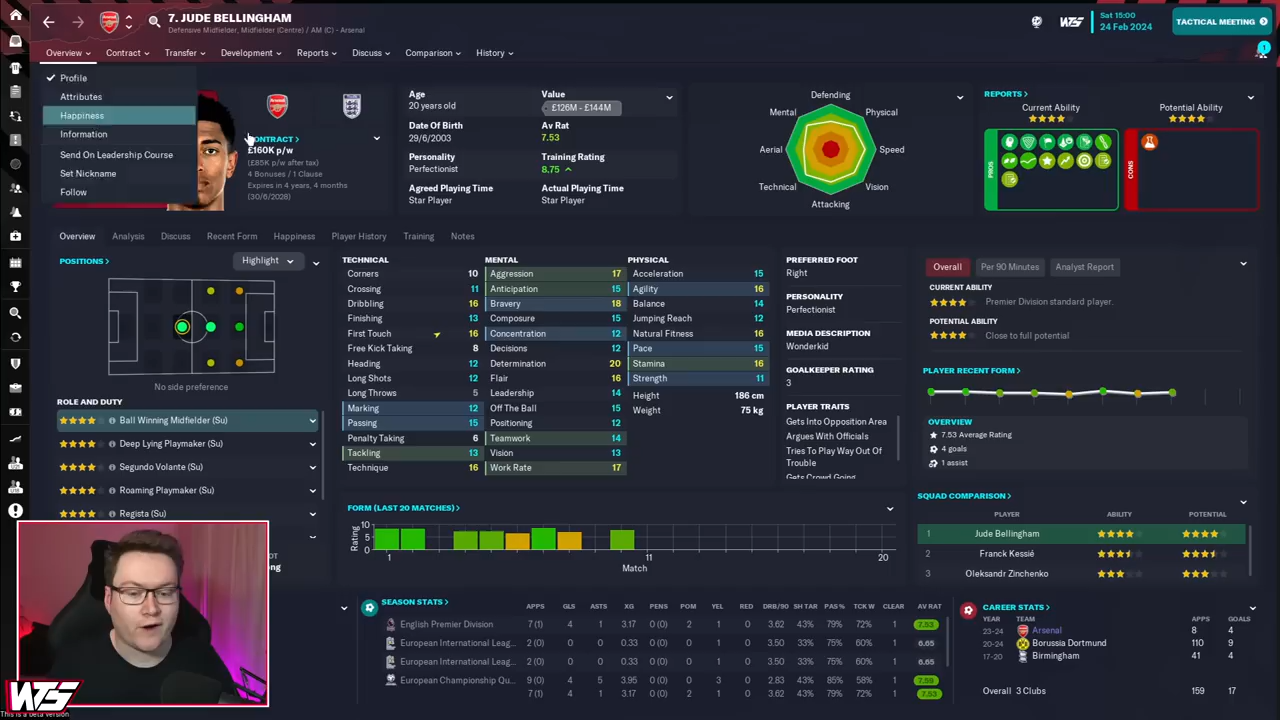 7. JUDE BELLINGHAM
Defensive Midfielder, Midfielder (Centre) / AM (C) - Arsenal
WTS
Sat 15:00
24 Feb 2024
TACTICAL MEETING
1
Overview
Contract
Transfer
Development
Reports
Discuss
Comparison
History
Profile
Attributes
Happiness
Information
Send On Leadership Course
Set Nickname
Follow
CONTRACT >
£160K p/w
(£85K p/w after tax)
4 Bonuses / 1 Clause
Expires in 4 years, 4 months
(30/6/2028)
Age
20 years old
Date Of Birth
29/6/2003
Personality
Perfectionist
Agreed Playing Time
Star Player
Value
£126M - £144M
Av Rat
7.53
Training Rating
8.75
Actual Playing Time
Star Player
Defending
Physical
Speed
Vision
Attacking
Technical
Aerial
Mental
REPORTS >
Current Ability
Potential Ability
PROS
CONS
Overview
Analysis
Discuss
Recent Form
Happiness
Player History
Training
Notes
POSITIONS >
Highlight
No side preference
ROLE AND DUTY
Ball Winning Midfielder (Su)
Deep Lying Playmaker (Su)
Segundo Volante (Su)
Roaming Playmaker (Su)
Regista (Su)
TECHNICAL
Corners 10
Crossing 11
Dribbling 16
Finishing 13
First Touch 16
Free Kick Taking 8
Heading 12
Long Shots 12
Long Throws 5
Marking 12
Passing 15
Penalty Taking 6
Tackling 13
Technique 16
MENTAL
Aggression 17
Anticipation 15
Bravery 18
Composure 15
Concentration 12
Decisions 12
Determination 20
Flair 16
Leadership 14
Off The Ball 15
Positioning 12
Teamwork 14
Vision 13
Work Rate 17
PHYSICAL
Acceleration 15
Agility 16
Balance 14
Jumping Reach 12
Natural Fitness 16
Pace 15
Stamina 16
Strength 11
Height 186 cm
Weight 75 kg
PREFERRED FOOT
Right
PERSONALITY
Perfectionist
MEDIA DESCRIPTION
Wonderkid
GOALKEEPER RATING
3
PLAYER TRAITS
Gets Into Opposition Area
Argues With Officials
Tries To Play Way Out Of
Trouble
Gets Crowd Going
Overall
Per 90 Minutes
Analyst Report
CURRENT ABILITY
Premier Division standard player.
POTENTIAL ABILITY
Close to full potential
PLAYER RECENT FORM >
OVERVIEW
7.53 Average Rating
4 goals
1 assist
FORM (LAST 20 MATCHES) >
Rating
10
5
0
1
11
20
Match
SQUAD COMPARISON >
PLAYER ABILITY POTENTIAL
1 Jude Bellingham
2 Franck Kessié
3 Oleksandr Zinchenko
SEASON STATS >
APPS GLS ASTS XG PENS POM YEL RED DRB/90 SH TAR PAS % TCK W CLEAR AV RAT
English Premier Division 7 (1) 4 1 3.17 0 (0) 2 1 0 3.62 43% 79% 72% 1 7.53
European International Leag... 2 (0) 0 0 0.33 0 (0) 0 1 0 3.50 33% 75% 60% 1 6.65
European International Leag... 2 (0) 0 0 0.33 0 (0) 0 1 0 3.50 33% 75% 60% 1 6.65
European Championship Qu... 9 (0) 4 5 3.95 0 (0) 3 0 2.83 43% 85% 58% 1 7.59
7 (1) 4 1 3.17 0 (0) 2 1 0 3.62 43% 79% 72% 1 7.53
CAREER STATS >
YEAR TEAM APPS GOALS
23-24 Arsenal 8 4
20-24 Borussia Dortmund 110 9
17-20 Birmingham 41 4
Overall 3 Clubs 159 17
WTS
This is a beta version